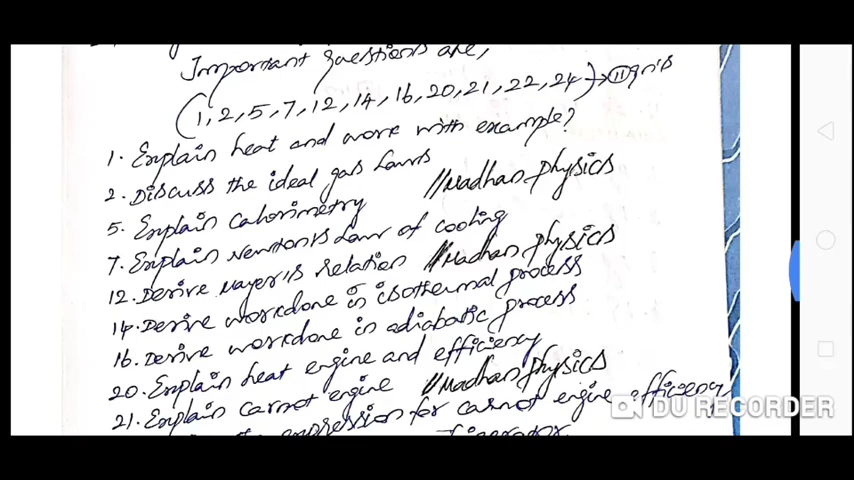 Important questions are,
(1, 2, 5, 7, 12, 14, 16, 20, 21, 22, 24) → 11 qn's
1. Explain heat and work with example?
2. Discuss the ideal gas laws
//Madhan physics
5. Explain calorimetry
7. Explain Newton's Law of cooling
12. Derive Mayer's relation //Madhan physics
14. Derive workdone in isothermal process
16. Derive workdone in adiabatic process
20. Explain heat engine and efficiency
21. Explain carnot engine //Madhan physics
expression for carnot engine efficiency
DU RECORDER